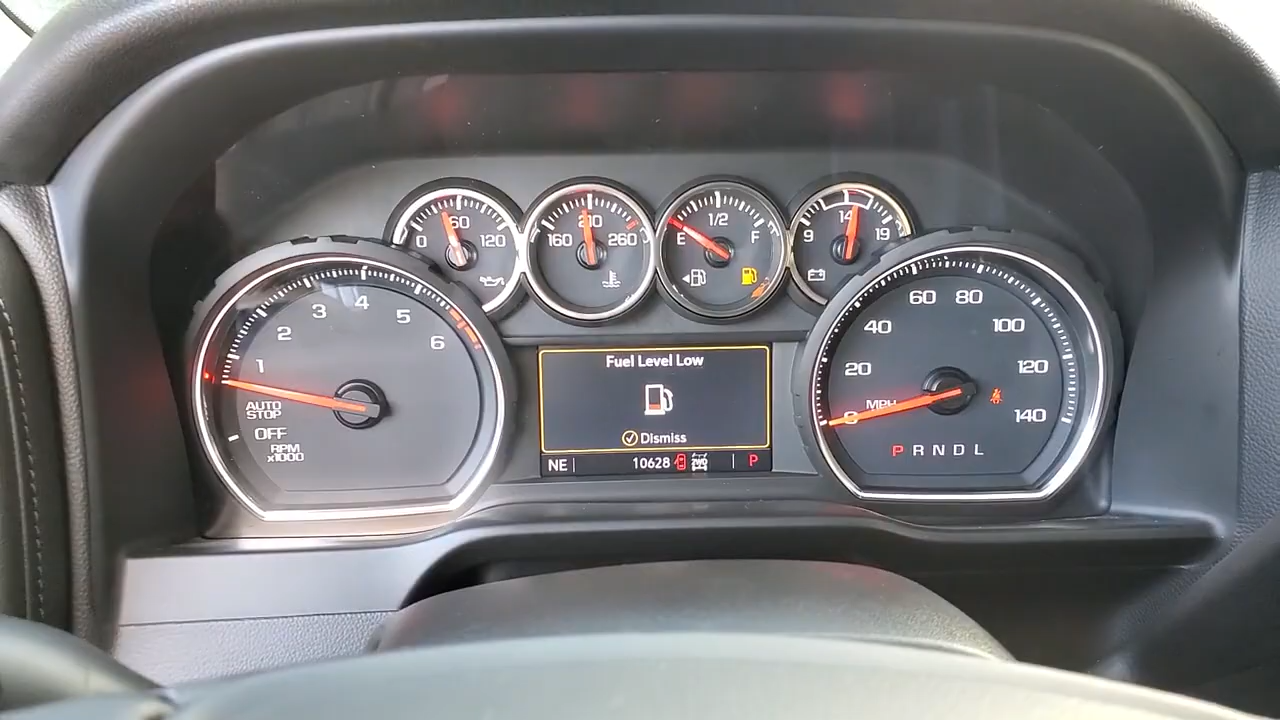 0 60 120
160 210 260
E 1/2 F
9 14 19
1 2 3 4 5 6
AUTO
STOP
OFF
RPM
x1000
Fuel Level Low
Dismiss
NE 10628 2WD P
0 20 40 60 80 100 120 140
MPH
P R N D L